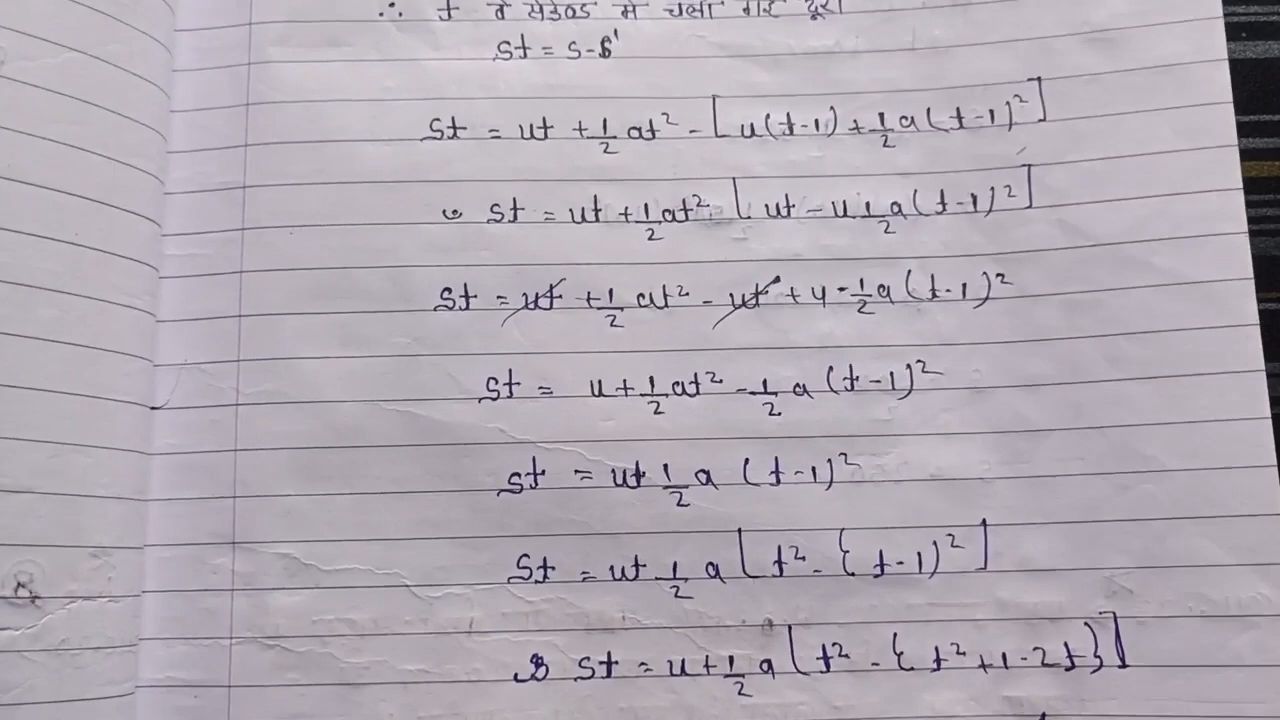 ∴ t वे सेकेण्ड में चली गई दूरी
St = s-s'
St = ut + 1/2 at² - [u(t-1) + 1/2 a(t-1)²]
St = ut + 1/2 at² - [ut - u + 1/2 a(t-1)²]
St = ut + 1/2 at² - ut + u - 1/2 a(t-1)²
St = u + 1/2 at² - 1/2 a(t-1)²
St = u+ 1/2 a (t-1)²
St = u+ 1/2 a [t² - {t-1)²]
St = u + 1/2 a [t² - {t² + 1 - 2t}]